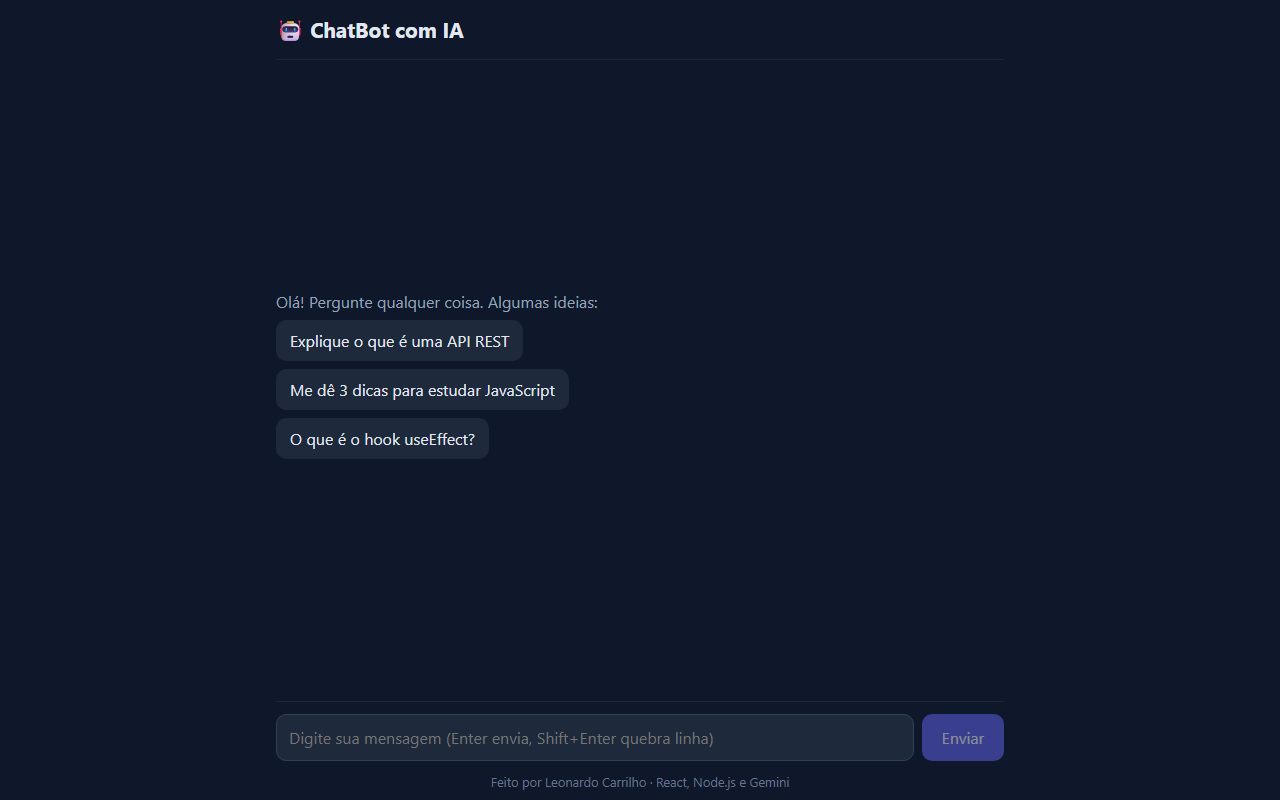 ChatBot com IA
Olá! Pergunte qualquer coisa. Algumas ideias:
Explique o que é uma API REST
Me dê 3 dicas para estudar JavaScript
O que é o hook useEffect?
Digite sua mensagem (Enter envia, Shift+Enter quebra linha)
Enviar
Feito por Leonardo Carrilho · React, Node.js e Gemini